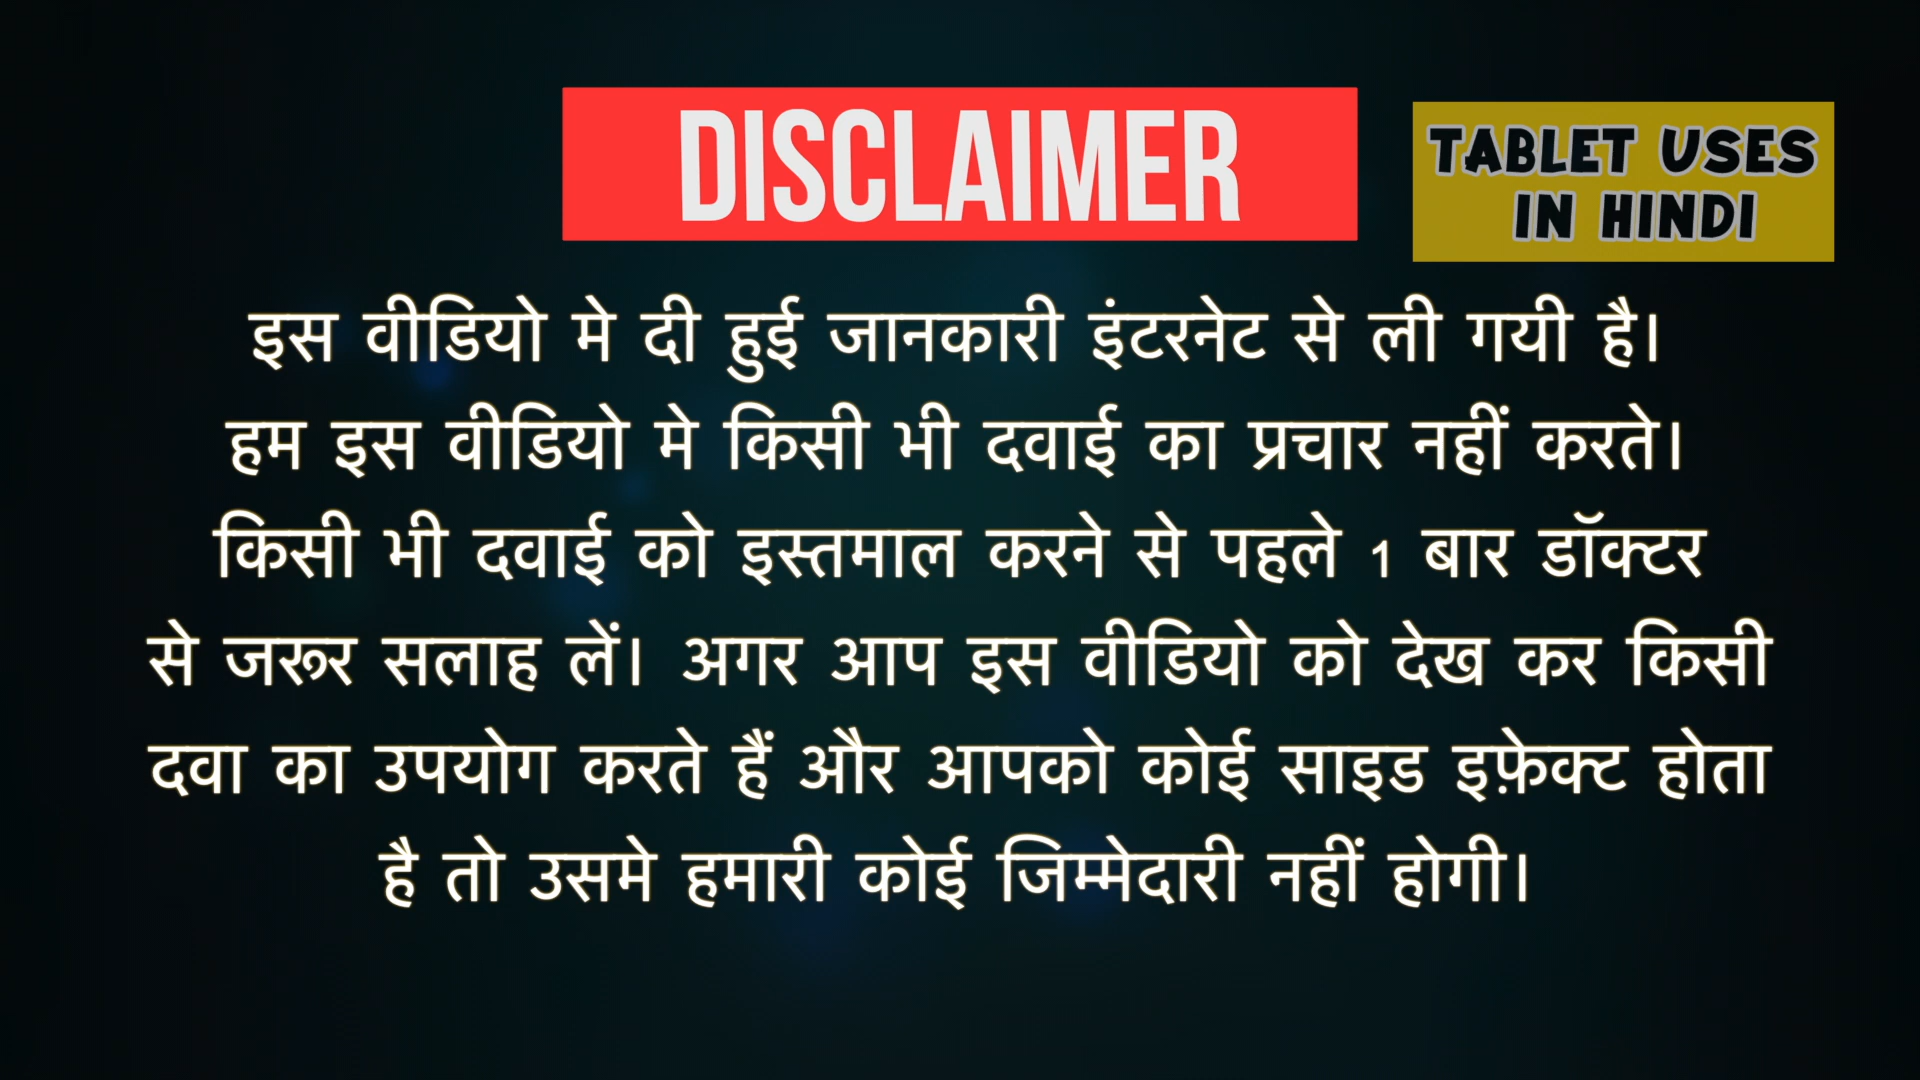 DISCLAIMER
TABLET USES
IN HINDI
इस वीडियो मे दी हुई जानकारी इंटरनेट से ली गयी है।
हम इस वीडियो मे किसी भी दवाई का प्रचार नहीं करते।
किसी भी दवाई को इस्तमाल करने से पहले 1 बार डॉक्टर
से जरूर सलाह लें। अगर आप इस वीडियो को देख कर किसी
दवा का उपयोग करते हैं और आपको कोई साइड इफ़ेक्ट होता
है तो उसमे हमारी कोई जिम्मेदारी नहीं होगी।